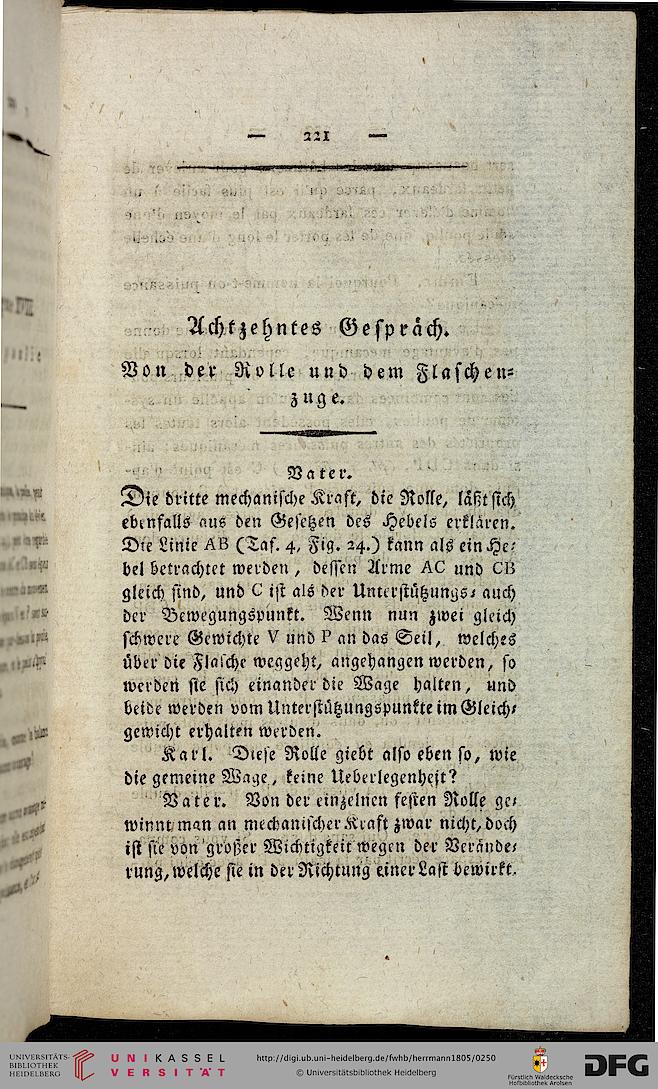 — 221 —
Achtzehntes Gespräch.
Von der Rolle und dem Flaschen-
zuge.
Vater.
Die dritte mechanische Kraft, die Rolle, läßt sich
ebenfalls aus den Gesetzen des Hebels erklären.
Die Linie AB (Taf. 4, Fig. 24.) kann als ein He-
bel betrachtet werden, dessen Arme AC und CB
gleich sind, und C ist als der Unterstützungs- auch
der Bewegungspunkt. Wenn nun zwei gleich
schwere Gewichte V und P an das Seil, welches
über die Flasche weggeht, angehangen werden, so
werden sie sich einander die Wage halten, und
beide werden vom Unterstützungspunkte im Gleich-
gewicht erhalten werden.
Karl. Diese Rolle giebt also eben so, wie
die gemeine Wage, keine Ueberlegenheit?
Vater. Von der einzelnen festen Rolle ge-
winnt man an mechanischer Kraft zwar nicht, doch
ist sie von großer Wichtigkeit wegen der Verände-
rung, welche sie in der Richtung einer Last bewirkt.
UNIVERSITÄTS-
BIBLIOTHEK
HEIDELBERG
UNIKASSEL
VERSITÄT
http://digi.ub.uni-heidelberg.de/fwhb/herrmann1805/0250
© Universitätsbibliothek Heidelberg
Fürstlich Waldecksche
Hofbibliothek Arolsen
DFG